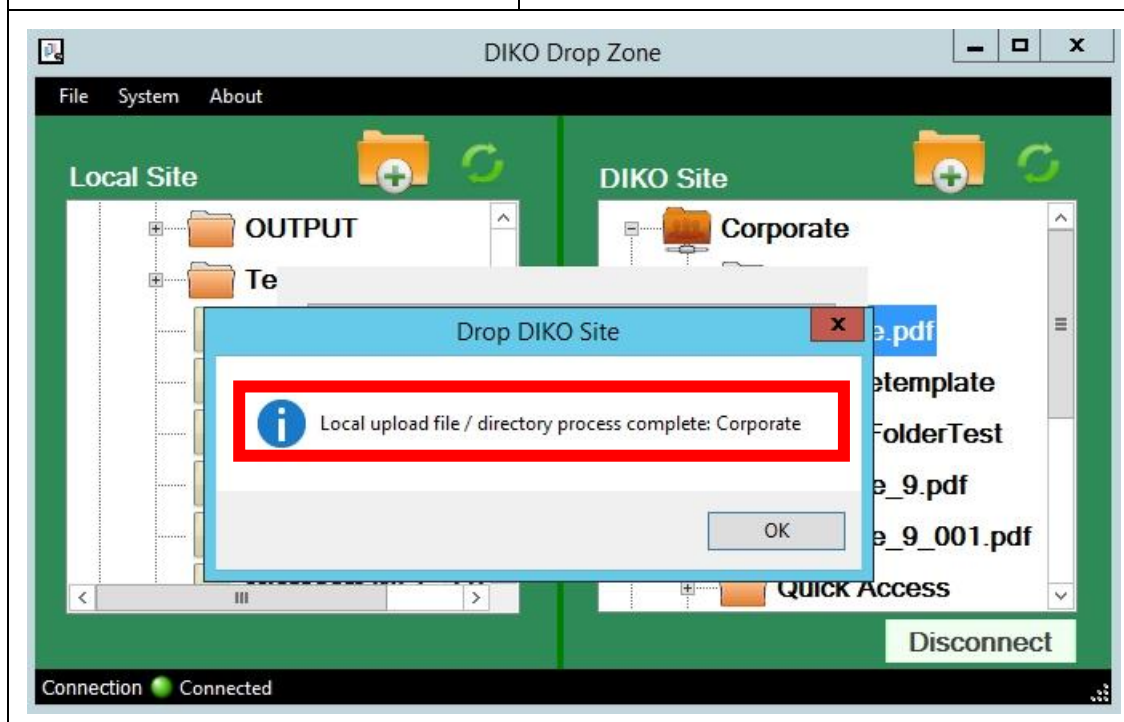 DIKO Drop Zone
File System About
Local Site
DIKO Site
OUTPUT
Corporate
Te
Drop DIKO Site
e.pdf
etemplate
Local upload file / directory process complete: Corporate
FolderTest
e_9.pdf
OK
e_9_001.pdf
Quick Access
Disconnect
Connection Connected